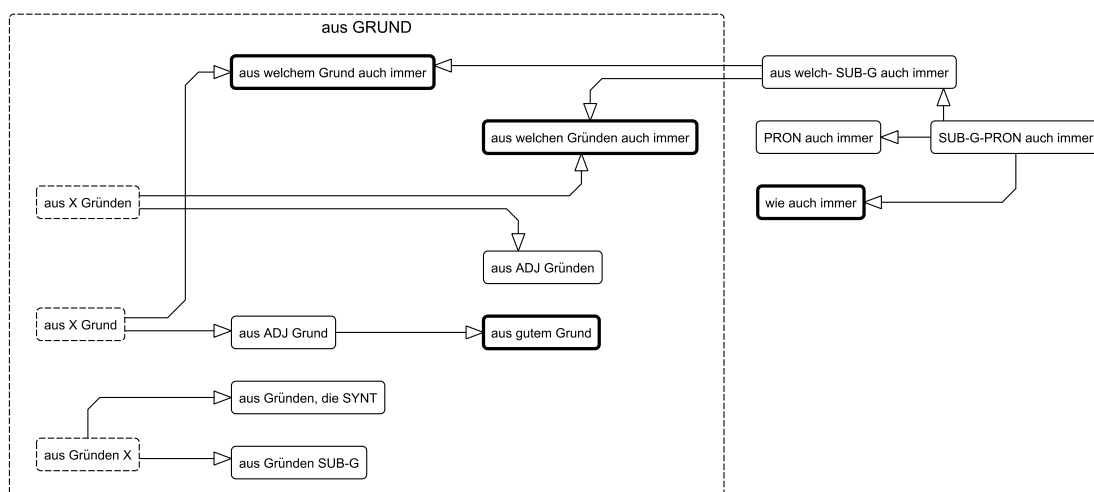 aus GRUND
aus welchem Grund auch immer
aus welch- SUB-G auch immer
aus welchen Gründen auch immer
PRON auch immer
SUB-G-PRON auch immer
aus X Gründen
wie auch immer
aus ADJ Gründen
aus X Grund
aus ADJ Grund
aus gutem Grund
aus Gründen, die SYNT
aus Gründen X
aus Gründen SUB-G